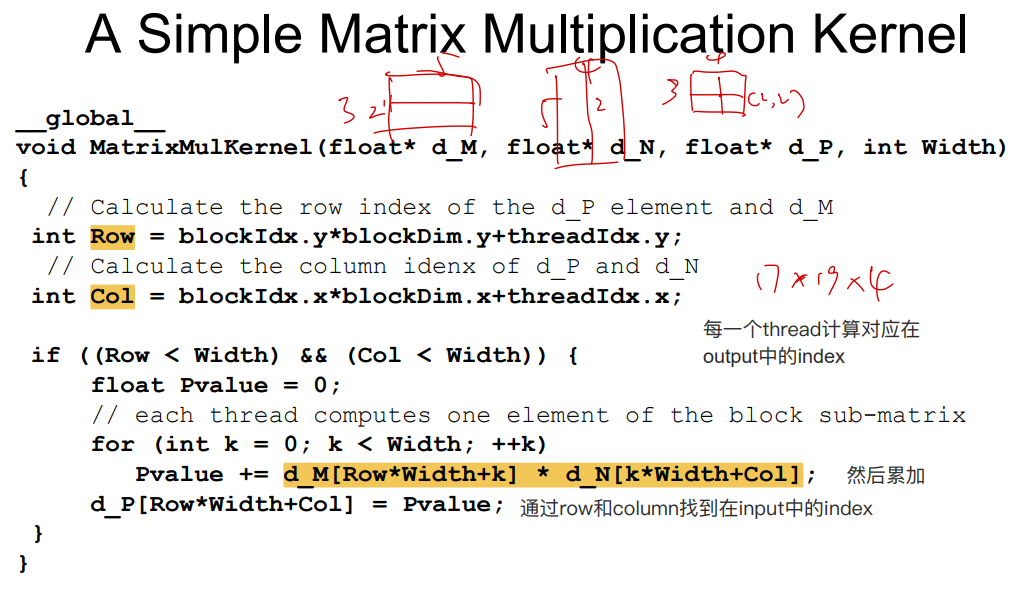 A Simple Matrix Multiplication Kernel
5
3 2
4
5 2
4
3
(2,2)
__global__
void MatrixMulKernel(float* d_M, float* d_N, float* d_P, int Width)
{
// Calculate the row index of the d_P element and d_M
int Row = blockIdx.y*blockDim.y+threadIdx.y;
// Calculate the column idenx of d_P and d_N
int Col = blockIdx.x*blockDim.x+threadIdx.x;
17×19×4
每一个thread计算对应在
output中的index
if ((Row < Width) && (Col < Width)) {
float Pvalue = 0;
// each thread computes one element of the block sub-matrix
for (int k = 0; k < Width; ++k)
Pvalue += d_M[Row*Width+k] * d_N[k*Width+Col]; 然后累加
d_P[Row*Width+Col] = Pvalue; 通过row和column找到在input中的index
}
}